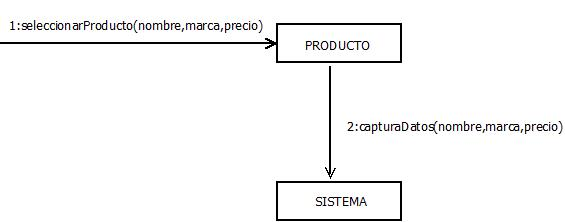 1:seleccionarProducto(nombre,marca,precio)
PRODUCTO
2:capturaDatos(nombre,marca,precio)
SISTEMA